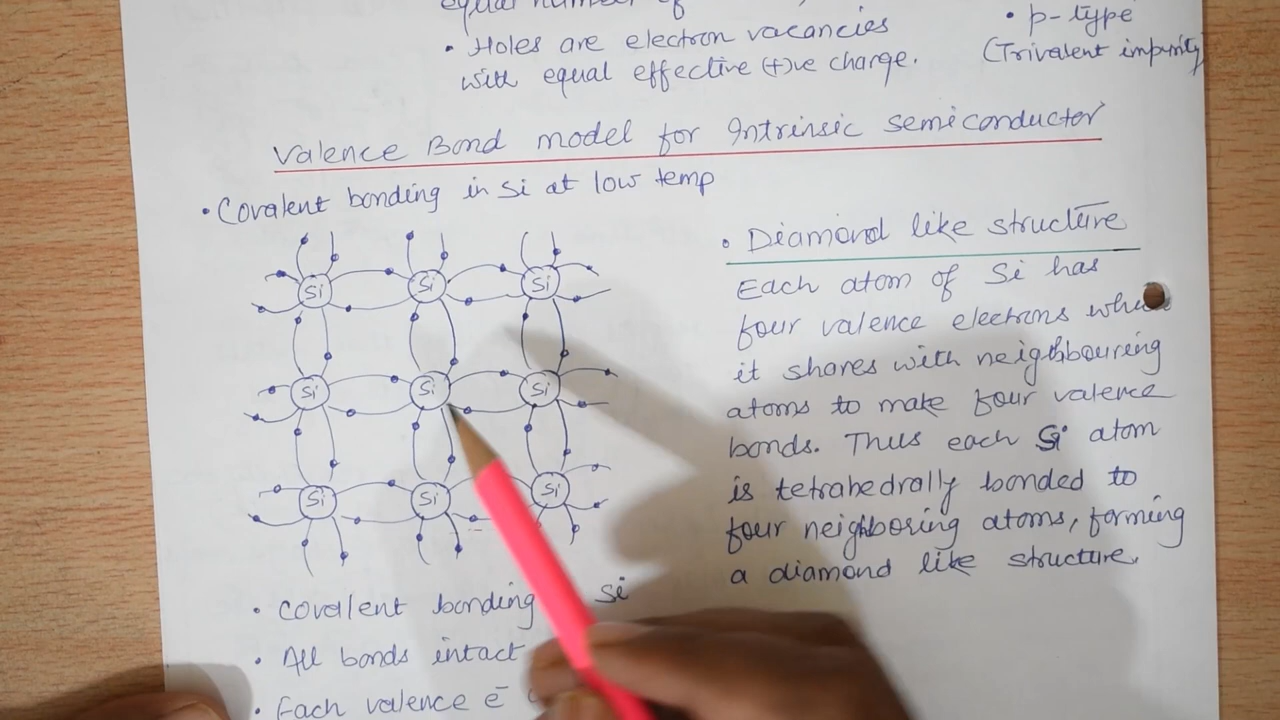 equal number of
• Holes are electron vacancies
with equal effective (+)ve charge.
• p-type
(Trivalent impurity
Valence Bond model for Intrinsic semiconductor
• Covalent bonding in Si at low temp
Si Si Si
Si Si Si
Si Si Si
• Diamond like structure
Each atom of Si has
four valence electrons
it shares with neighbouring
atoms to make four valence
bonds. Thus each Si atom
is tetrahedrally bonded to
four neighboring atoms, forming
a diamond like structure.
• Covalent bonding Si
• All bonds intact
• Each valence e-